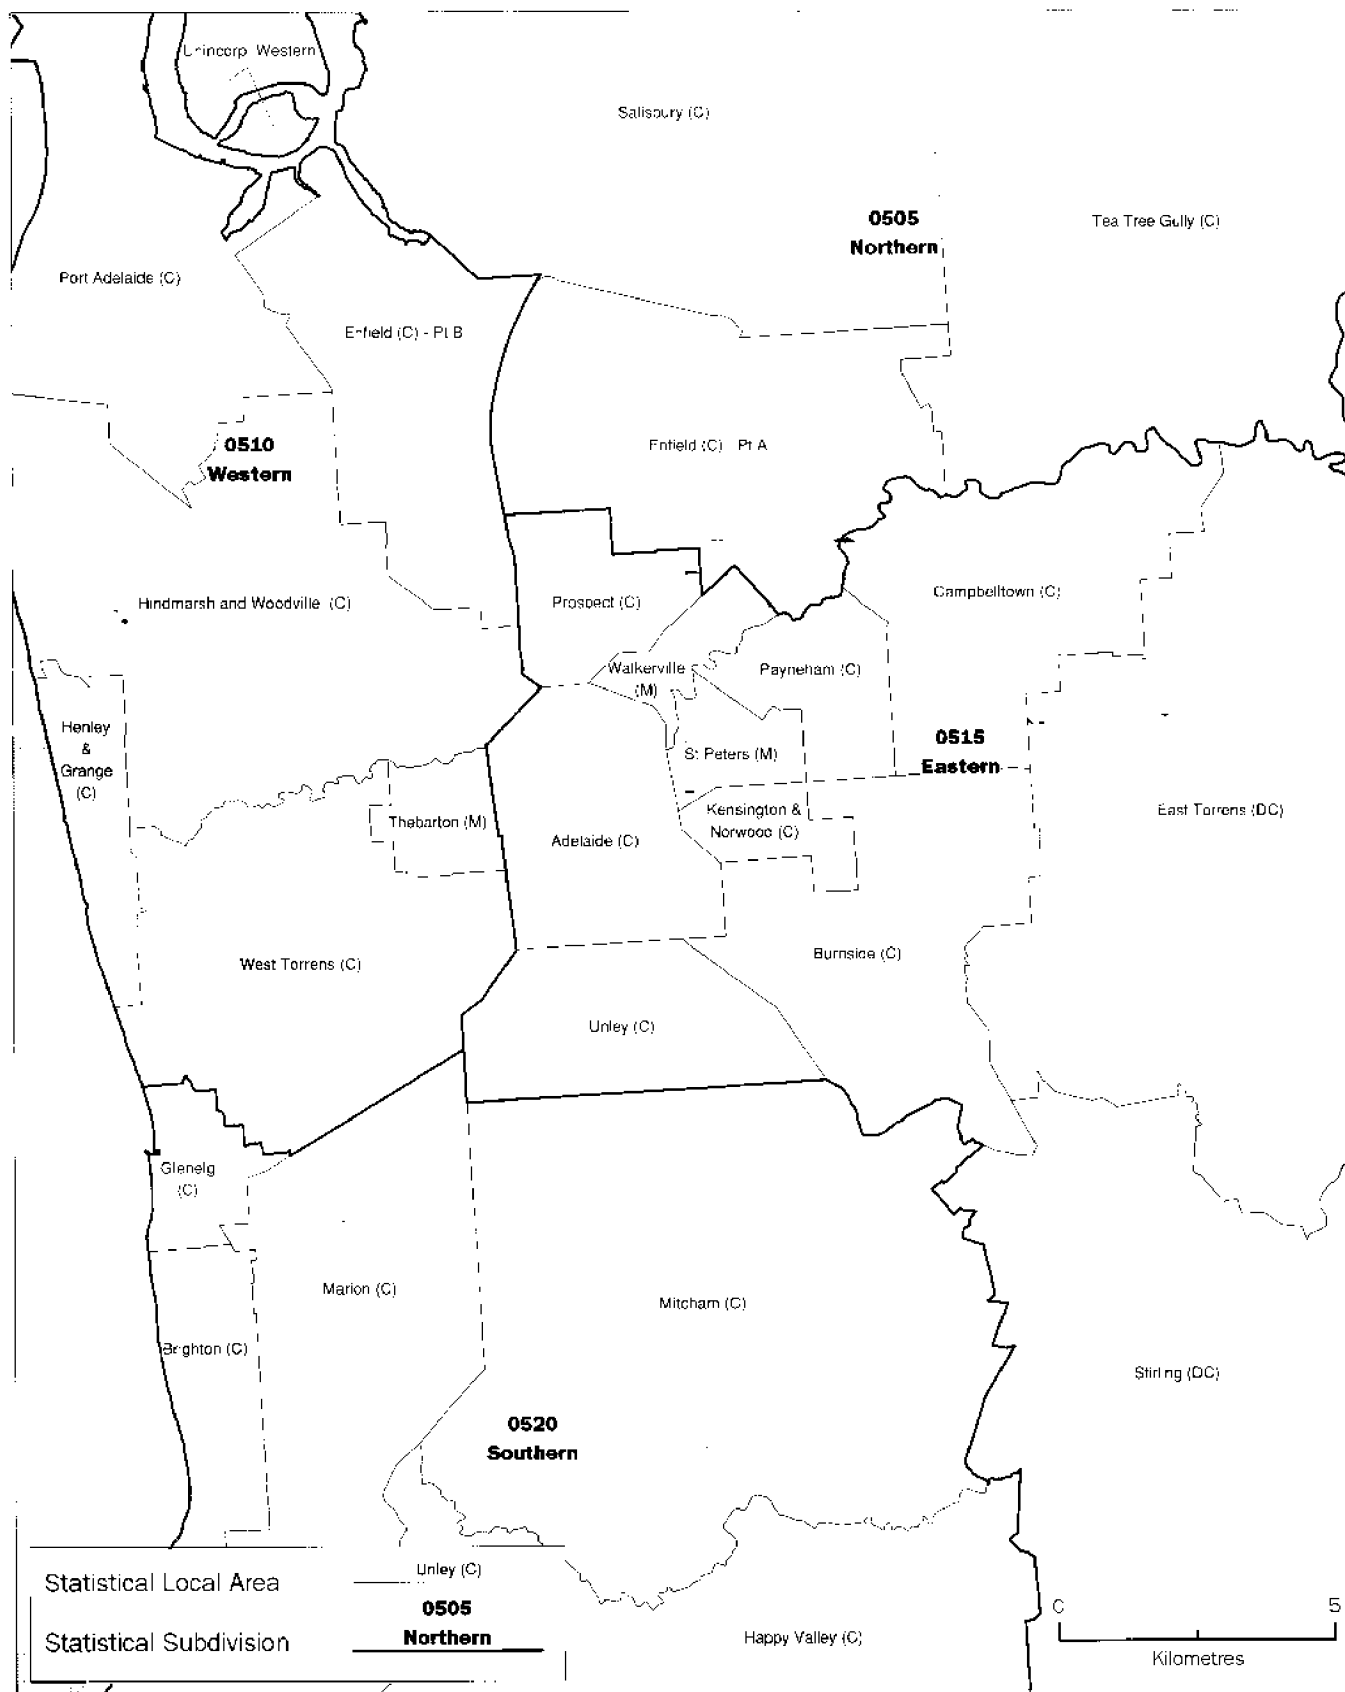 Unincorp Western
Salisbury (C)
0505
Northern
Tea Tree Gully (C)
Port Adelaide (C)
Enfield (C) - Pt B
0510
Western
Enfield (C) Pt A
Hindmarsh and Woodville (C)
Prospect (C)
Campbelltown (C)
Walkerville
(M)
Payneham (C)
Henley
&
Grange
(C)
St Peters (M)
0515
Eastern
Thebarton (M)
Adelaide (C)
Kensington &
Norwood (C)
East Torrens (DC)
West Torrens (C)
Burnside (C)
Unley (C)
Glenelg
(C)
Marion (C)
Mitcham (C)
Brighton (C)
Stirling (DC)
0520
Southern
Statistical Local Area
Unley (C)
0505
Northern
Statistical Subdivision
Happy Valley (C)
0 5
Kilometres